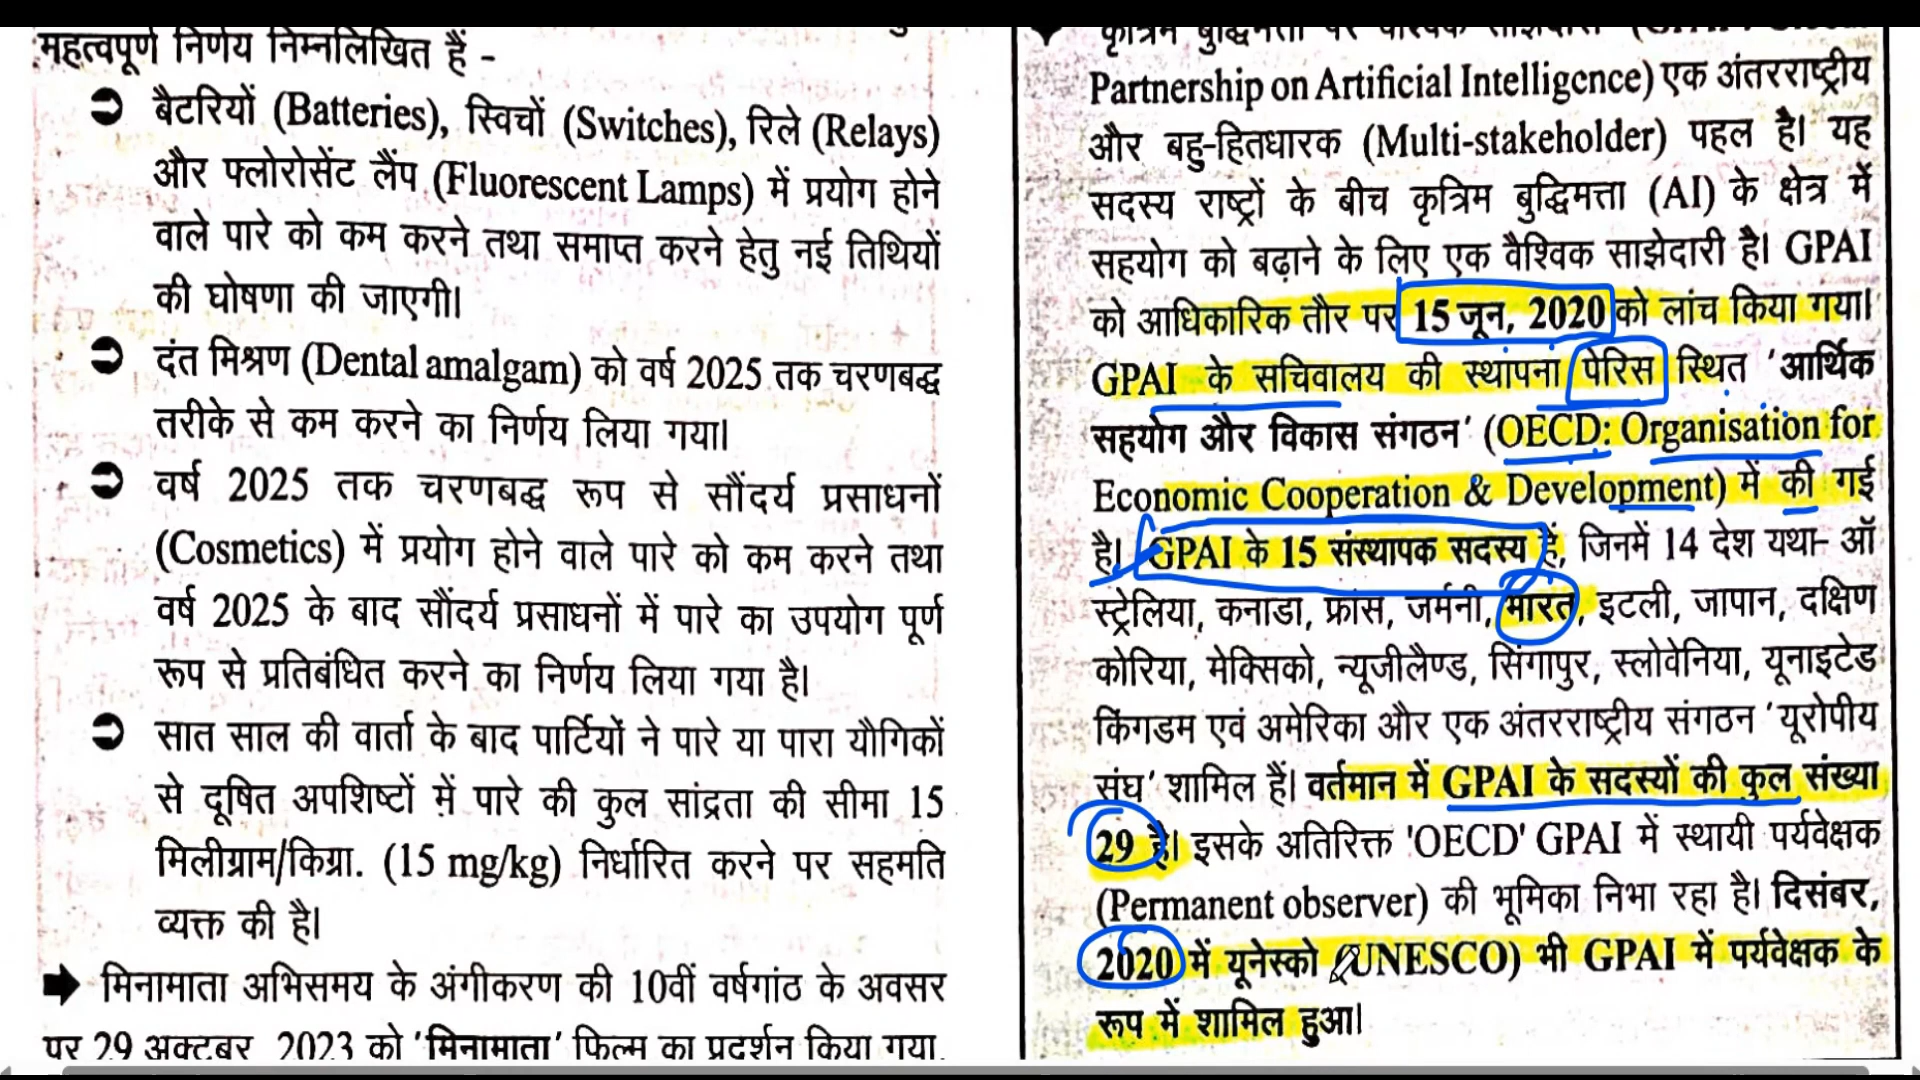 महत्वपूर्ण निर्णय निम्नलिखित हैं -
बैटरियों (Batteries), स्विचों (Switches), रिले (Relays)
और फ्लोरोसेंट लैंप (Fluorescent Lamps) में प्रयोग होने
वाले पारे को कम करने तथा समाप्त करने हेतु नई तिथियों
की घोषणा की जाएगी।
दंत मिश्रण (Dental amalgam) को वर्ष 2025 तक चरणबद्ध
तरीके से कम करने का निर्णय लिया गया।
वर्ष 2025 तक चरणबद्ध रूप से सौंदर्य प्रसाधनों
(Cosmetics) में प्रयोग होने वाले पारे को कम करने तथा
वर्ष 2025 के बाद सौंदर्य प्रसाधनों में पारे का उपयोग पूर्ण
रूप से प्रतिबंधित करने का निर्णय लिया गया है।
सात साल की वार्ता के बाद पार्टियों ने पारे या पारा यौगिकों
से दूषित अपशिष्टों में पारे की कुल सांद्रता की सीमा 15
मिलीग्राम/किग्रा. (15 mg/kg) निर्धारित करने पर सहमति
व्यक्त की है।
मिनामाता अभिसमय के अंगीकरण की 10वीं वर्षगांठ के अवसर
पर 29 अक्टूबर, 2023 को 'मिनामाता' फिल्म का प्रदर्शन किया गया.
कृत्रिम बुद्धिमत्ता पर वैश्विक साझेदारी (GPAI : Global
Partnership on Artificial Intelligence) एक अंतरराष्ट्रीय
और बहु-हितधारक (Multi-stakeholder) पहल है। यह
सदस्य राष्ट्रों के बीच कृत्रिम बुद्धिमत्ता (AI) के क्षेत्र में
सहयोग को बढ़ाने के लिए एक वैश्विक साझेदारी है। GPAI
को आधिकारिक तौर पर 15 जून, 2020 को लांच किया गया।
GPAI के सचिवालय की स्थापना पेरिस स्थित 'आर्थिक
सहयोग और विकास संगठन' (OECD: Organisation for
Economic Cooperation & Development) में की गई
है। GPAI के 15 संस्थापक सदस्य हैं, जिनमें 14 देश यथा- ऑ
स्ट्रेलिया, कनाडा, फ्रांस, जर्मनी, भारत, इटली, जापान, दक्षिण
कोरिया, मेक्सिको, न्यूजीलैण्ड, सिंगापुर, स्लोवेनिया, यूनाइटेड
किंगडम एवं अमेरिका और एक अंतरराष्ट्रीय संगठन 'यूरोपीय
संघ' शामिल हैं। वर्तमान में GPAI के सदस्यों की कुल संख्या
29 है। इसके अतिरिक्त 'OECD' GPAI में स्थायी पर्यवेक्षक
(Permanent observer) की भूमिका निभा रहा है। दिसंबर,
2020 में यूनेस्को (UNESCO) भी GPAI में पर्यवेक्षक के
रूप में शामिल हुआ।